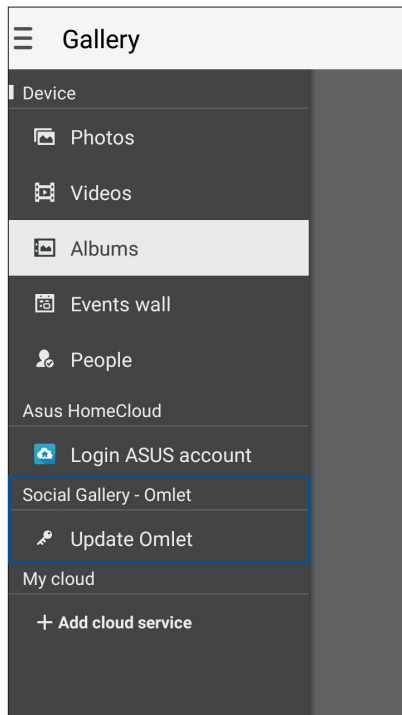 Gallery
Device
Photos
Videos
Albums
Events wall
People
Asus HomeCloud
Login ASUS account
Social Gallery - Omlet
Update Omlet
My cloud
+ Add cloud service